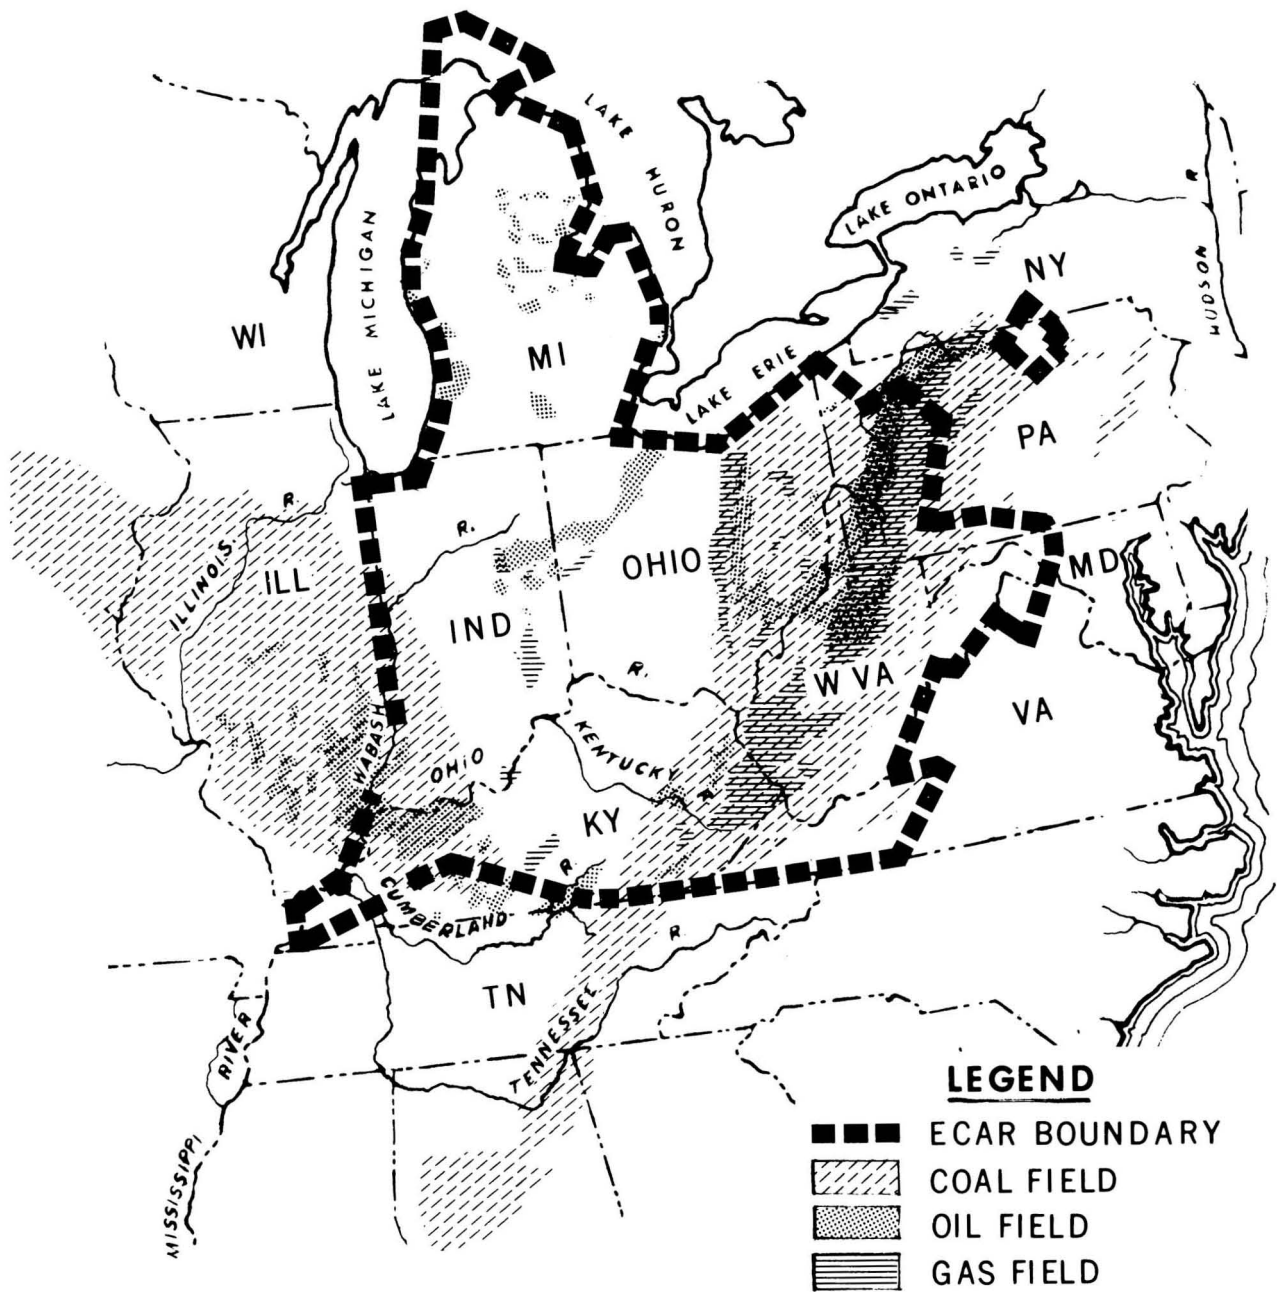 LAKE HURON
LAKE MICHIGAN
LAKE ONTARIO
R.
HUDSON
NY
WI
MI
LAKE ERIE
PA
R.
ILLINOIS.
ILL
R.
IND
OHIO
MD
R.
W VA
VA
WABASH
OHIO
KENTUCKY
R
KY
R.
CUMBERLAND
R.
TN
TENNESSEE
RIVER
MISSISSIPPI
LEGEND
ECAR BOUNDARY
COAL FIELD
OIL FIELD
GAS FIELD